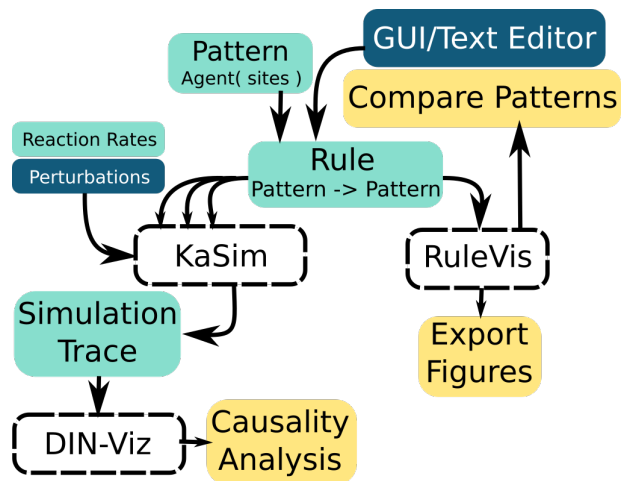 GUI/Text Editor
Pattern
Agent( sites )
Compare Patterns
Reaction Rates
Perturbations
Rule
Pattern -> Pattern
KaSim
RuleVis
Simulation
Trace
Export
Figures
DIN-Viz
Causality
Analysis